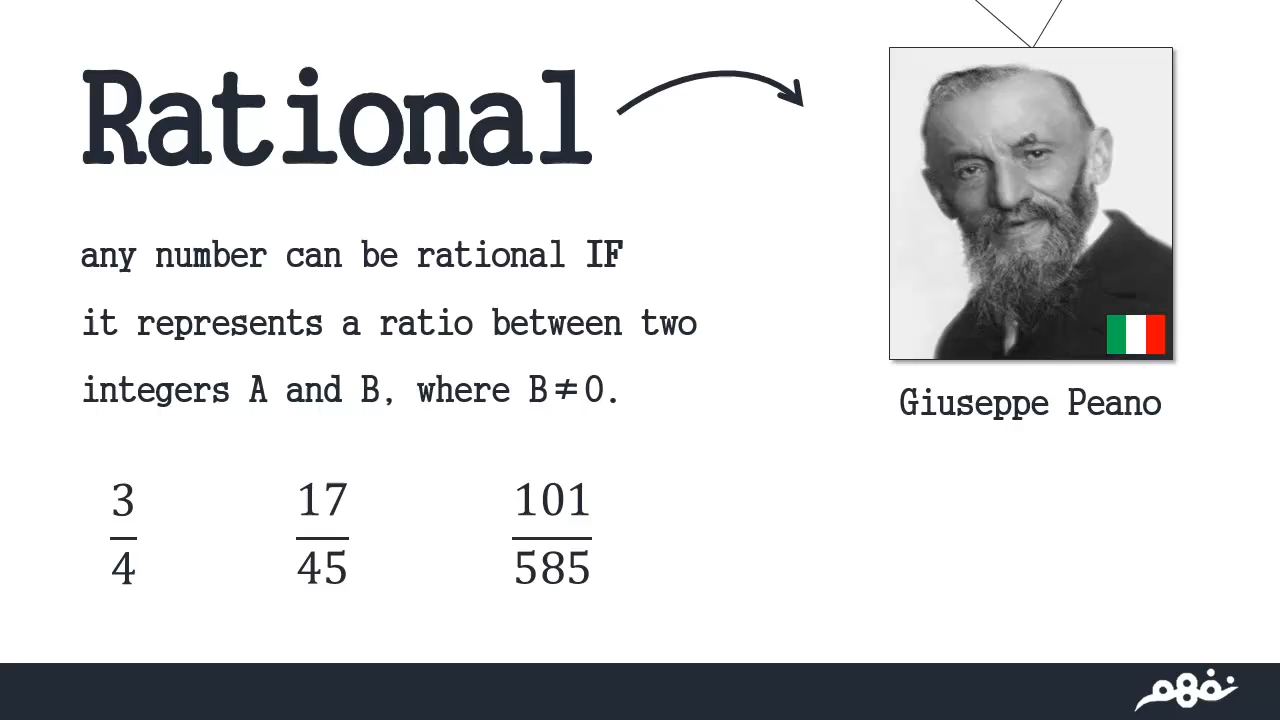 Rational
any number can be rational IF
it represents a ratio between two
integers A and B, where B≠0.
3/4 17/45 101/585
Giuseppe Peano
نفهم